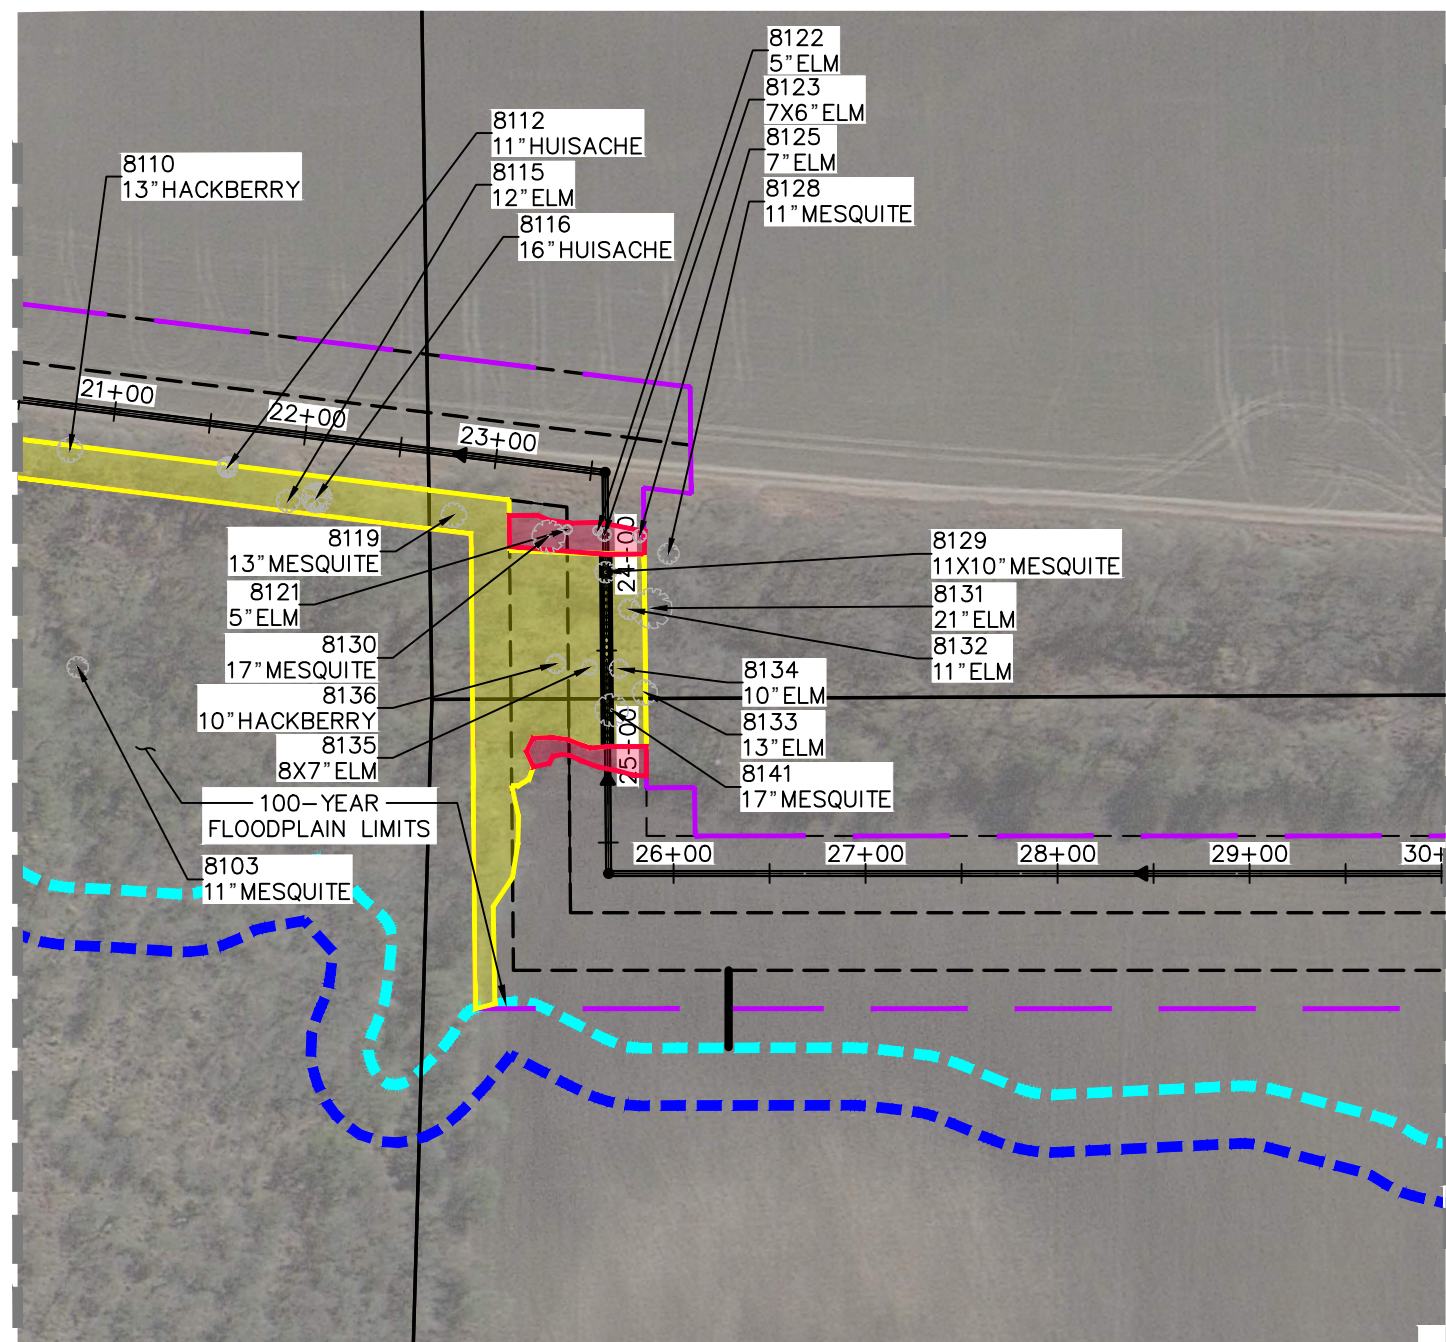 8122
5"ELM
8123
7X6"ELM
8125
7"ELM
8128
11"MESQUITE
8112
11"HUISACHE
8115
12"ELM
8116
16"HUISACHE
8110
13"HACKBERRY
21+00
22+00
23+00
24+00
25+00
8119
13"MESQUITE
8121
5"ELM
8130
17"MESQUITE
8136
10"HACKBERRY
8135
8X7"ELM
8129
11X10"MESQUITE
8131
21"ELM
8132
11"ELM
8134
10"ELM
8133
13"ELM
8141
17"MESQUITE
100-YEAR
FLOODPLAIN LIMITS
8103
11"MESQUITE
26+00
27+00
28+00
29+00
30+